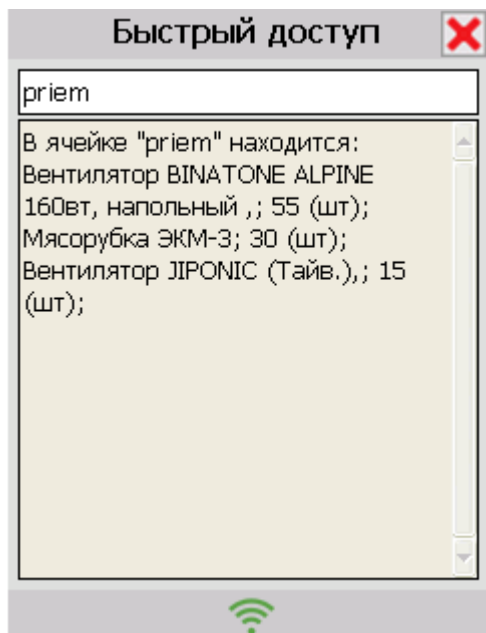 Быстрый доступ
priem
В ячейке "priem" находится:
Вентилятор BINATONE ALPINE
160вт, напольный ,; 55 (шт);
Мясорубка ЭКМ-3; 30 (шт);
Вентилятор JIPONIC (Тайв.),; 15
(шт);